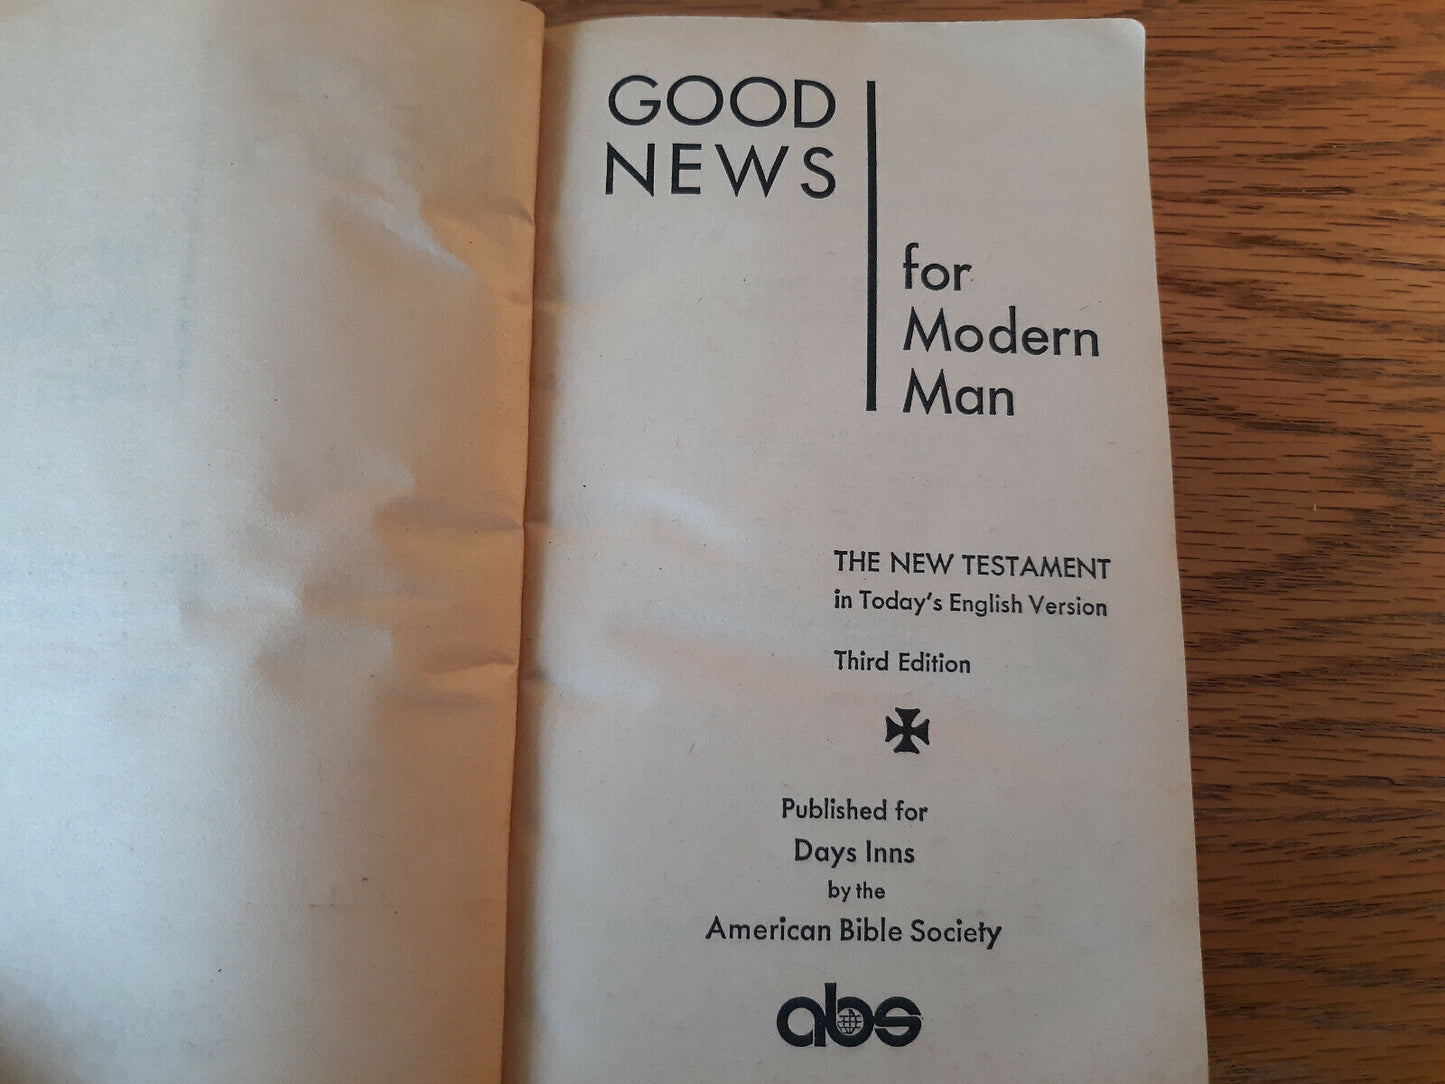 GOOD
NEWS
for
Modern
Man
THE NEW TESTAMENT
in Today's English Version
Third Edition
Published for
Days Inns
by the
American Bible Society
abs